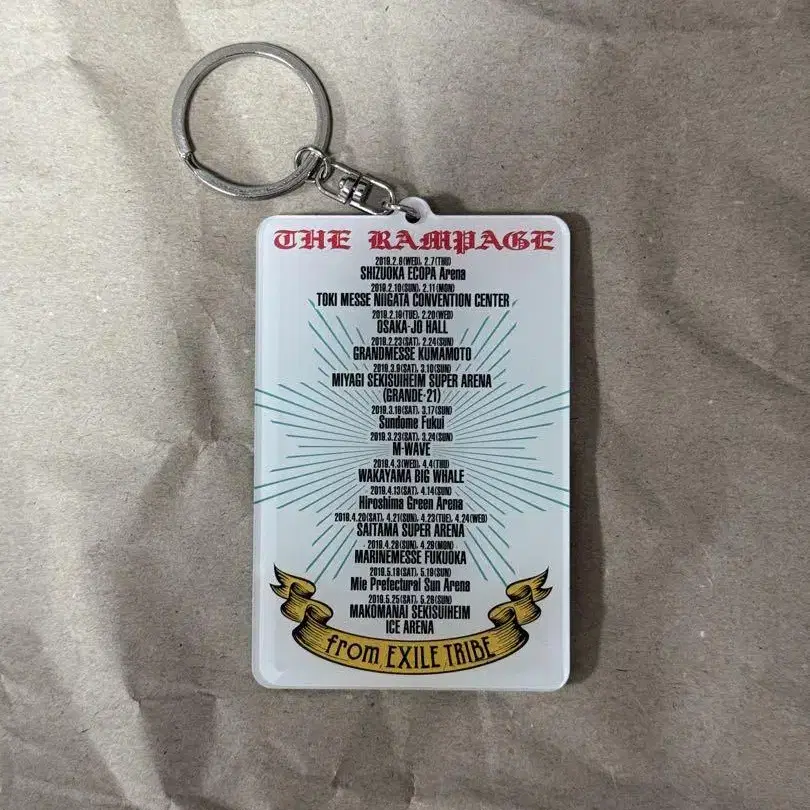 THE RAMPAGE
2019.2.6(WED), 2.7(THU)
SHIZUOKA ECOPA Arena
2019.2.10(SUN), 2.11(MON)
TOKI MESSE NIIGATA CONVENTION CENTER
2019.2.19(TUE), 2.20(WED)
OSAKA-JO HALL
2019.2.23(SAT), 2.24(SUN)
GRANDMESSE KUMAMOTO
2019.3.9(SAT), 3.10(SUN)
MIYAGI SEKISUIHEIM SUPER ARENA
(GRANDE·21)
2019.3.16(SAT), 3.17(SUN)
Sundome Fukui
2019.3.23(SAT), 3.24(SUN)
M-WAVE
2019.4.3(WED), 4.4(THU)
WAKAYAMA BIG WHALE
2019.4.13(SAT), 4.14(SUN)
Hiroshima Green Arena
2019.4.20(SAT), 4.21(SUN), 4.23(TUE), 4.24(WED)
SAITAMA SUPER ARENA
2019.4.28(SUN), 4.29(MON)
MARINEMESSE FUKUOKA
2019.5.18(SAT), 5.19(SUN)
Mie Prefectural Sun Arena
2019.5.25(SAT), 5.26(SUN)
MAKOMANAI SEKISUIHEIM
ICE ARENA
from EXILE TRIBE